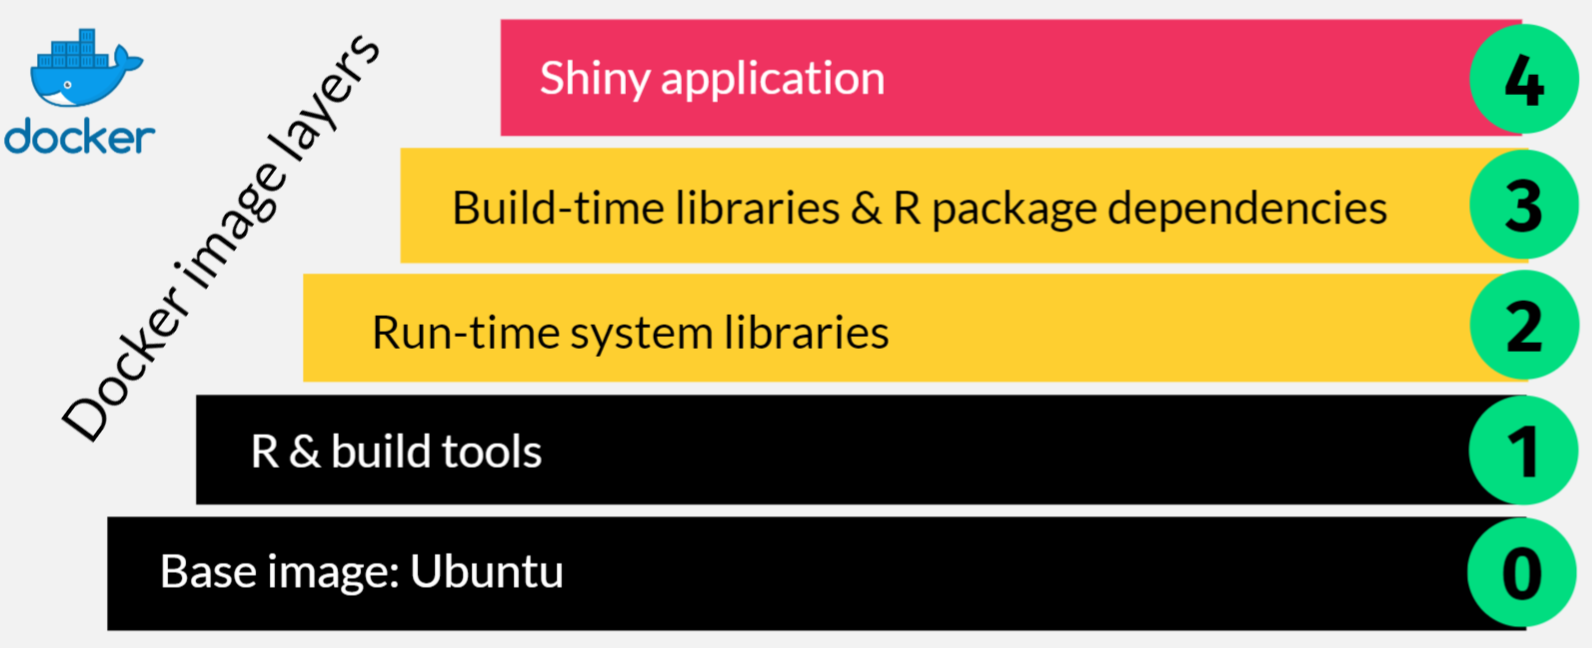 docker
Docker image layers
Shiny application
4
Build-time libraries & R package dependencies
3
Run-time system libraries
2
R & build tools
1
Base image: Ubuntu
0